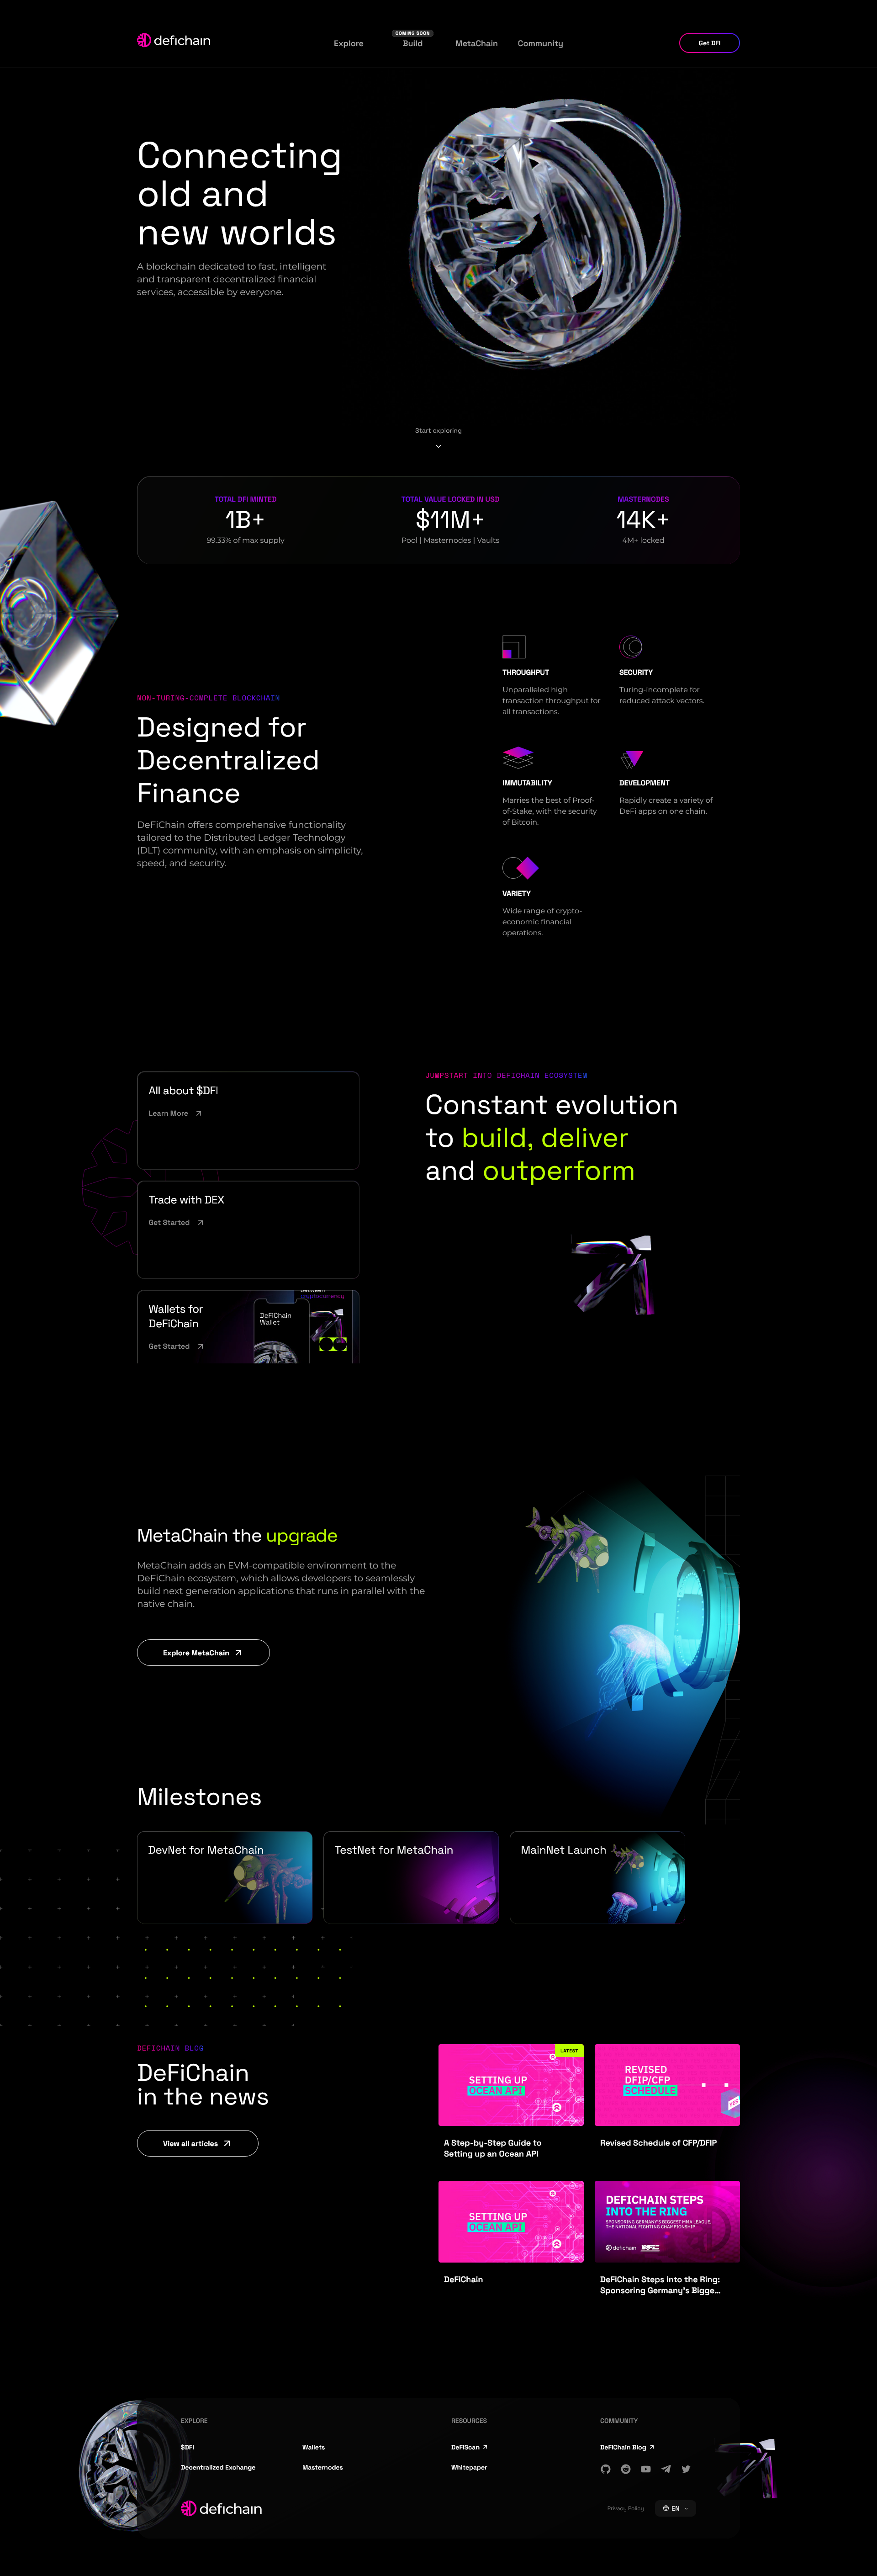 defichain
Explore
COMING SOON
Build
MetaChain
Community
Get DFI
Connecting
old and
new worlds
A blockchain dedicated to fast, intelligent
and transparent decentralized financial
services, accessible by everyone.
Start exploring
TOTAL DFI MINTED
1B+
99.33% of max supply
TOTAL VALUE LOCKED IN USD
$11M+
Pool | Masternodes | Vaults
MASTERNODES
14K+
4M+ locked
NON-TURING-COMPLETE BLOCKCHAIN
Designed for
Decentralized
Finance
DeFiChain offers comprehensive functionality
tailored to the Distributed Ledger Technology
(DLT) community, with an emphasis on simplicity,
speed, and security.
THROUGHPUT
Unparalleled high
transaction throughput for
all transactions.
SECURITY
Turing-incomplete for
reduced attack vectors.
IMMUTABILITY
Marries the best of Proof-
of-Stake, with the security
of Bitcoin.
DEVELOPMENT
Rapidly create a variety of
DeFi apps on one chain.
VARIETY
Wide range of crypto-
economic financial
operations.
All about $DFI
Learn More
Trade with DEX
Get Started
Wallets for
DeFiChain
Get Started
DeFiChain
Wallet
between
cryptocurrency
JUMPSTART INTO DEFICHAIN ECOSYSTEM
Constant evolution
to build, deliver
and outperform
MetaChain the upgrade
MetaChain adds an EVM-compatible environment to the
DeFiChain ecosystem, which allows developers to seamlessly
build next generation applications that runs in parallel with the
native chain.
Explore MetaChain
Milestones
DevNet for MetaChain
TestNet for MetaChain
MainNet Launch
DEFICHAIN BLOG
DeFiChain
in the news
View all articles
LATEST
SETTING UP
OCEAN API
A Step-by-Step Guide to
Setting up an Ocean API
REVISED
DFIP/CFP
SCHEDULE
YES
Revised Schedule of CFP/DFIP
SETTING UP
OCEAN API
DeFiChain
DEFICHAIN STEPS
INTO THE RING
SPONSORING GERMANY'S BIGGEST MMA LEAGUE,
THE NATIONAL FIGHTING CHAMPIONSHIP
defichain
DeFiChain Steps into the Ring:
Sponsoring Germany's Bigge...
EXPLORE
$DFI
Wallets
Decentralized Exchange
Masternodes
RESOURCES
DeFiScan
Whitepaper
COMMUNITY
DeFiChain Blog
defichain
Privacy Policy
EN